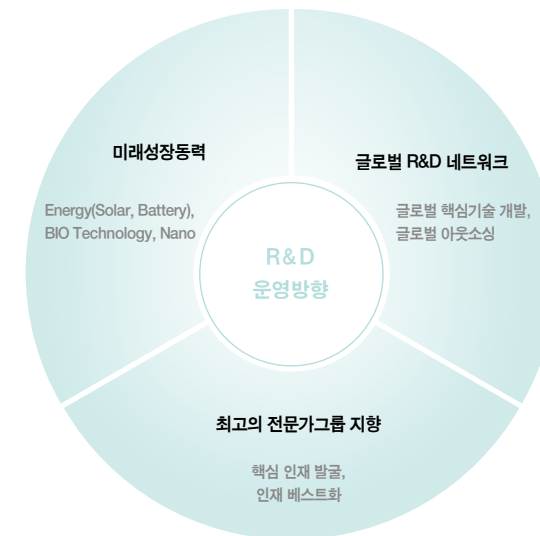 미래성장동력
Energy(Solar, Battery),
BIO Technology, Nano
글로벌 R&D 네트워크
글로벌 핵심기술 개발,
글로벌 아웃소싱
R&D
운영방향
최고의 전문가그룹 지향
핵심 인재 발굴,
인재 베스트화